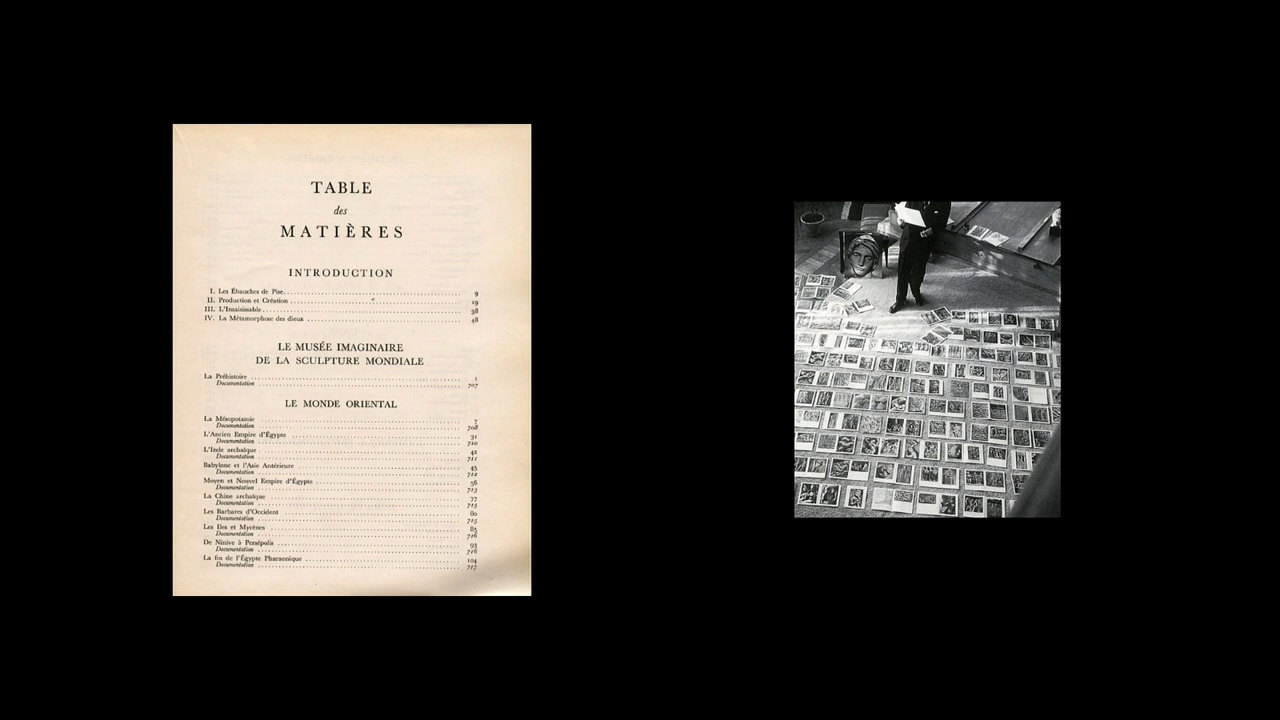 TABLE
des
MATIÈRES
INTRODUCTION
I. Les Ébauches de Pise. 9
II. Production et Création 19
III. L'Insaisissable 38
IV. La Métamorphose des dieux 48
LE MUSÉE IMAGINAIRE
DE LA SCULPTURE MONDIALE
La Préhistoire 1
Documentation 707
LE MONDE ORIENTAL
La Mésopotamie 7
Documentation 708
L'Ancien Empire d'Égypte 31
Documentation 710
L'Inde archaïque 42
Documentation 711
Babylone et l'Asie Antérieure 45
Documentation 712
Moyen et Nouvel Empire d'Égypte 56
Documentation 713
La Chine archaïque 77
Documentation 715
Les Barbares d'Occident 80
Documentation 715
Les Iles et Mycènes 85
Documentation 716
De Ninive à Persépolis 93
Documentation 716
La fin de l'Égypte Pharaonique 104
Documentation 717